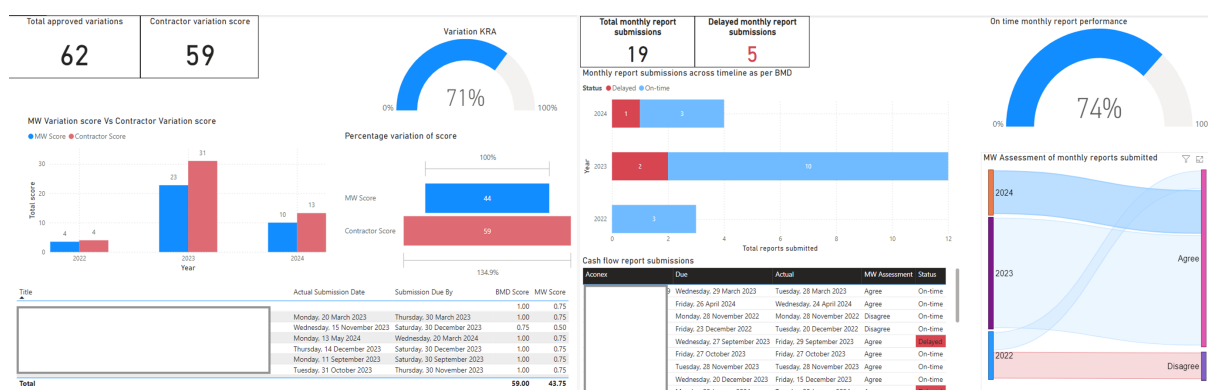 Total approved variations
62
Contractor variation score
59
Variation KRA
71%
0%
100%
MW Variation score Vs Contractor Variation score
MW Score Contractor Score
Total score
30
20
10
0
4
4
23
31
10
13
2022
2023
2024
Year
Percentage variation of score
100%
MW Score
44
Contractor Score
59
134.9%
Title Actual Submission Date Submission Due By BMD Score MW Score
1.00 0.75
Monday, 20 March 2023 Thursday, 30 March 2023 1.00 0.75
Wednesday, 15 November 2023 Saturday, 30 December 2023 0.75 0.50
Monday, 13 May 2024 Wednesday, 20 March 2024 1.00 0.75
Thursday, 14 December 2023 Saturday, 30 December 2023 1.00 0.75
Monday, 11 September 2023 Saturday, 30 September 2023 1.00 0.75
Tuesday, 31 October 2023 Thursday, 30 November 2023 1.00 0.75
Total 59.00 43.75
Total monthly report
submissions
19
Delayed monthly report
submissions
5
Monthly report submissions across timeline as per BMD
Status Delayed On-time
Year
2024
1
3
2023
2
10
2022
3
0
2
4
6
8
10
12
Total reports submitted
Cash flow report submissions
Aconex Due Actual MW Assessment Status
9 Wednesday, 29 March 2023 Tuesday, 28 March 2023 Agree On-time
Friday, 26 April 2024 Wednesday, 24 April 2024 Agree On-time
Monday, 28 November 2022 Monday, 28 November 2022 Disagree On-time
Friday, 23 December 2022 Tuesday, 20 December 2022 Disagree On-time
Wednesday, 27 September 2023 Friday, 29 September 2023 Agree Delayed
Friday, 27 October 2023 Friday, 27 October 2023 Agree On-time
Tuesday, 28 November 2023 Tuesday, 28 November 2023 Agree On-time
Wednesday, 20 December 2023 Friday, 15 December 2023 Agree On-time
On time monthly report performance
74%
0%
100
MW Assessment of monthly reports submitted
2024
2023
2022
Agree
Disagree